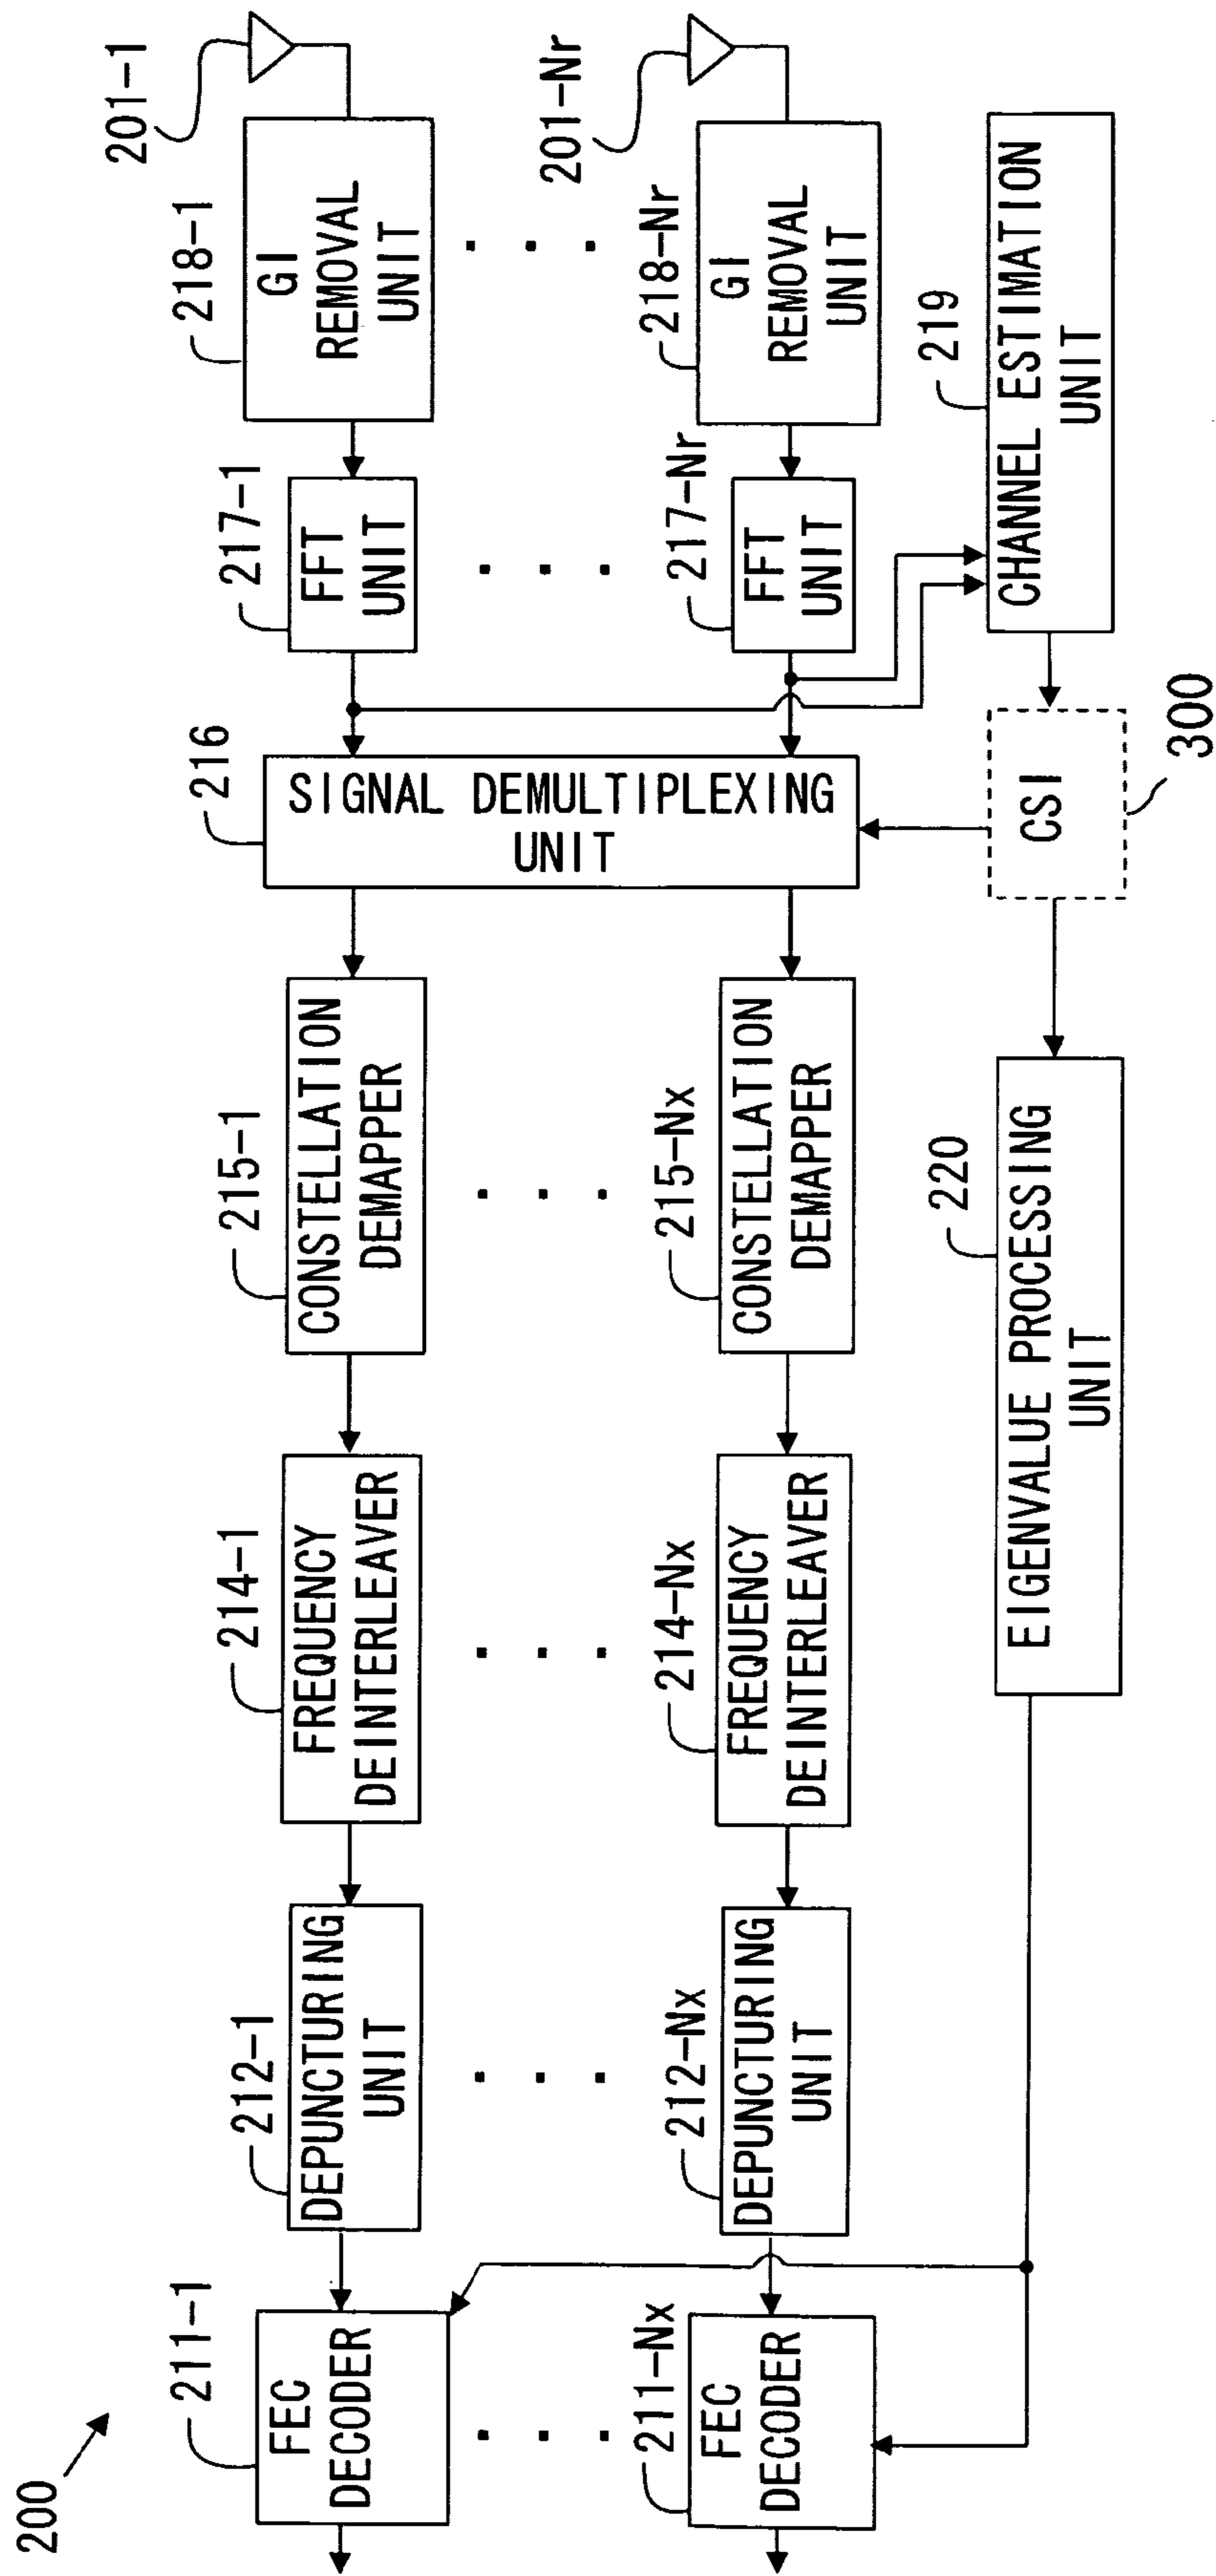 200
211-1
FEC
DECODER
212-1
DEPUNCTURING
UNIT
214-1
FREQUENCY
DEINTERLEAVER
215-1
CONSTELLATION
DEMAPPER
216
SIGNAL DEMULTIPLEXING
UNIT
217-1
FFT
UNIT
218-1
GI
REMOVAL
UNIT
201-1
211-Nx
FEC
DECODER
212-Nx
DEPUNCTURING
UNIT
214-Nx
FREQUENCY
DEINTERLEAVER
215-Nx
CONSTELLATION
DEMAPPER
217-Nr
FFT
UNIT
218-Nr
GI
REMOVAL
UNIT
201-Nr
220
EIGENVALUE PROCESSING
UNIT
CSI
300
219
CHANNEL ESTIMATION
UNIT